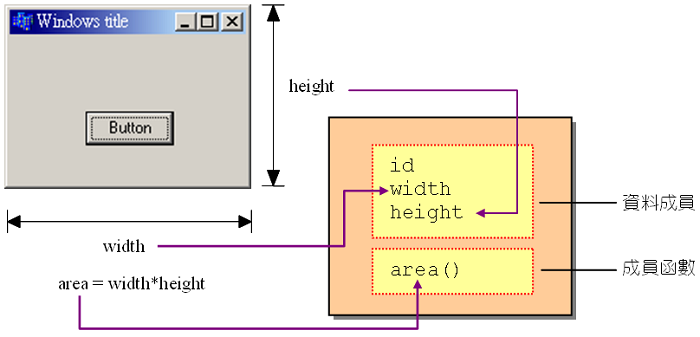 Windows title
Button
height
width
area = width*height
id
width
height
area()
資料成員
成員函數